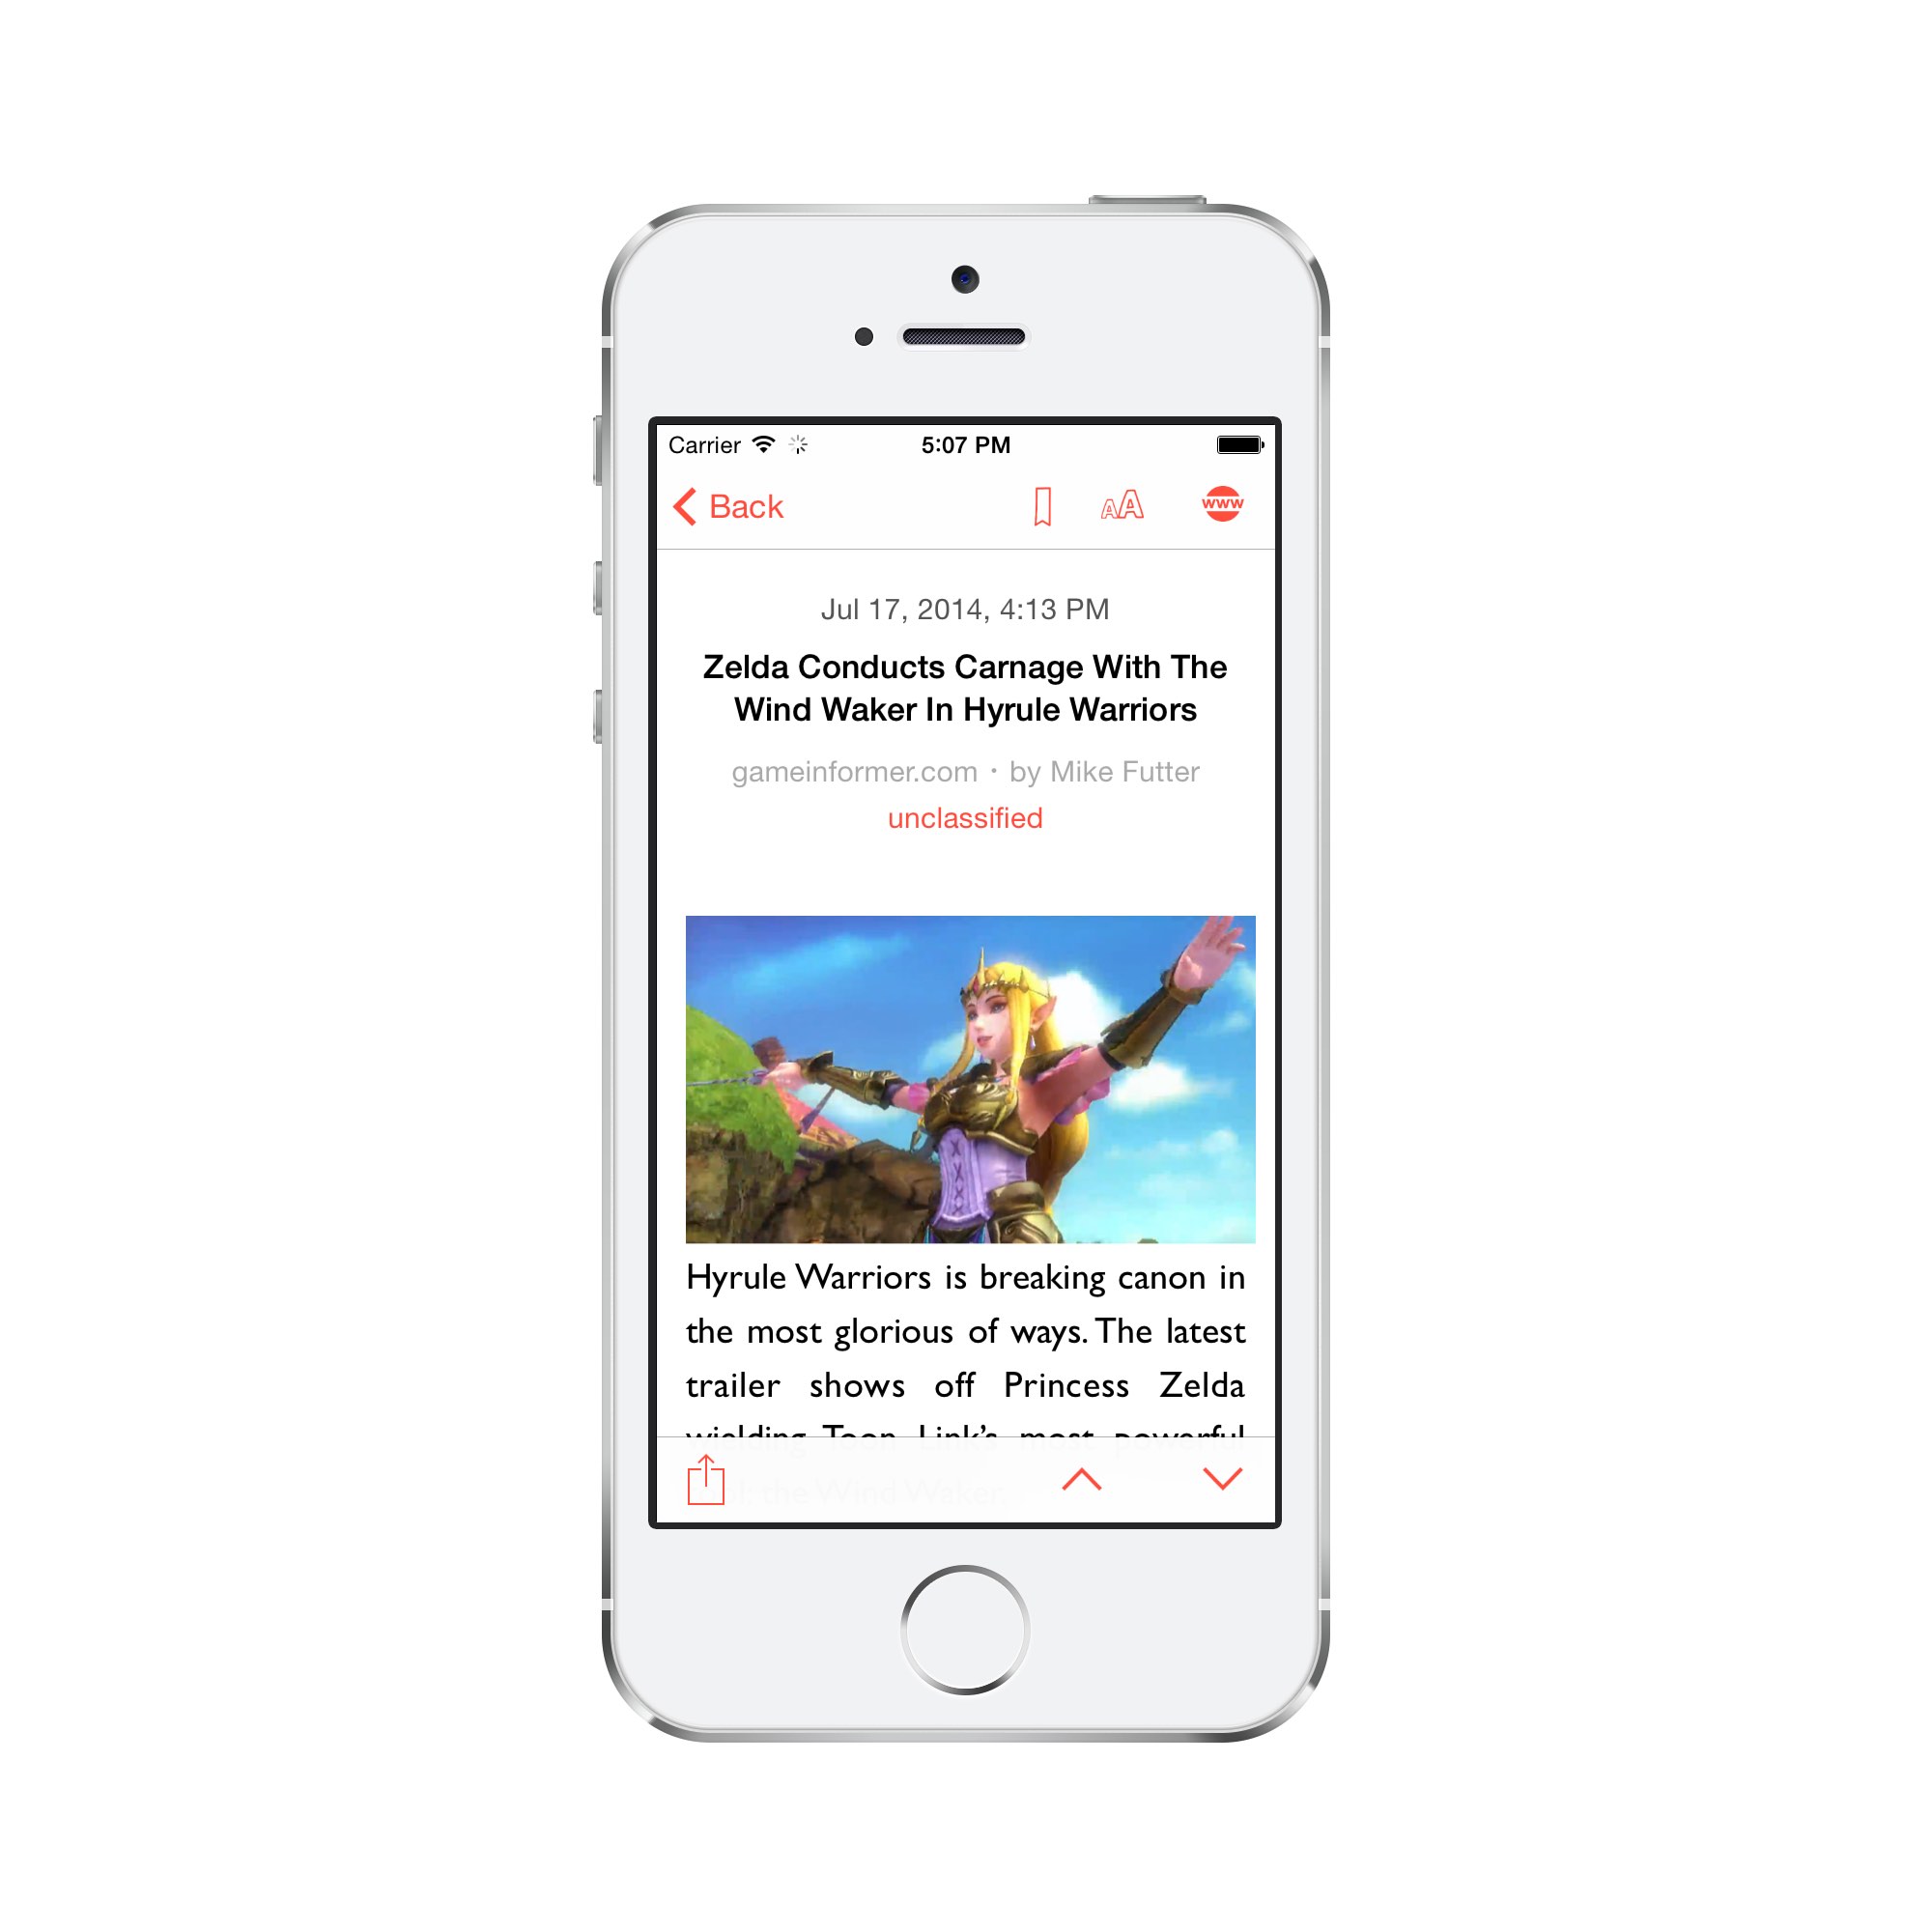 Carrier 5:07 PM
Back AA WWW
Jul 17, 2014, 4:13 PM
Zelda Conducts Carnage With The
Wind Waker In Hyrule Warriors
gameinformer.com • by Mike Futter
unclassified
Hyrule Warriors is breaking canon in
the most glorious of ways. The latest
trailer shows off Princess Zelda
wielding Toon Link’s most powerful
the Wind Waker.